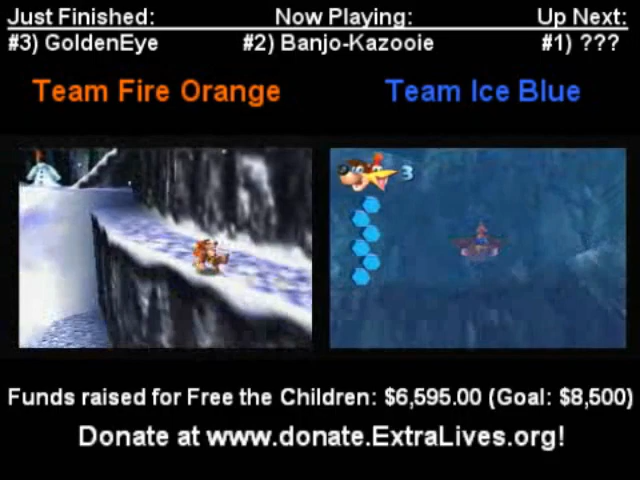 Just Finished: Now Playing: Up Next:
#3) GoldenEye #2) Banjo-Kazooie #1) ???
Team Fire Orange Team Ice Blue
3
Funds raised for Free the Children: $6,595.00 (Goal: $8,500)
Donate at www.donate.ExtraLives.org!